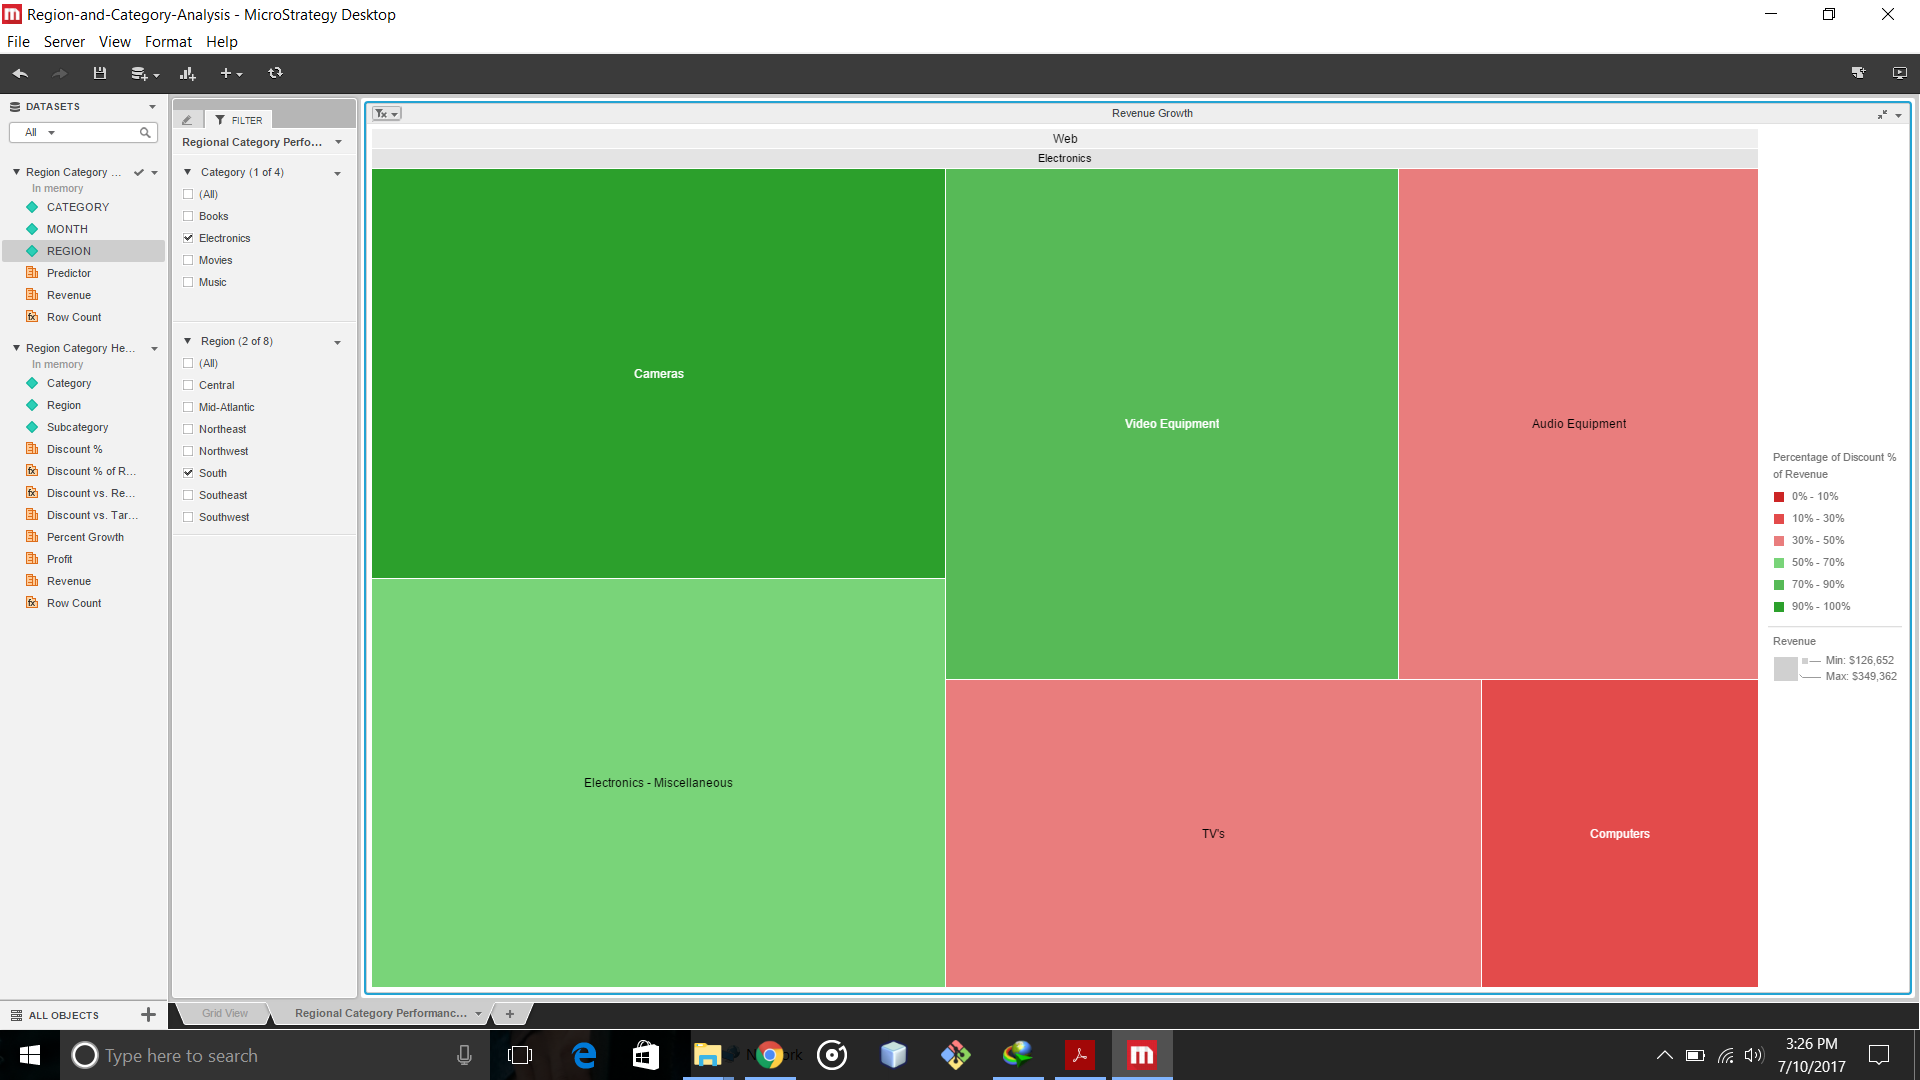 Region-and-Category-Analysis - MicroStrategy Desktop
File Server View Format Help
DATASETS
All
Region Category ...
In memory
CATEGORY
MONTH
REGION
Predictor
Revenue
Row Count
Region Category He...
In memory
Category
Region
Subcategory
Discount %
Discount % of R...
Discount vs. Re...
Discount vs. Tar...
Percent Growth
Profit
Revenue
Row Count
ALL OBJECTS
FILTER
Regional Category Perfo...
Category (1 of 4)
(All)
Books
Electronics
Movies
Music
Region (2 of 8)
(All)
Central
Mid-Atlantic
Northeast
Northwest
South
Southeast
Southwest
Revenue Growth
Web
Electronics
Cameras
Video Equipment
Audio Equipment
Electronics - Miscellaneous
TV's
Computers
Percentage of Discount %
of Revenue
0% - 10%
10% - 30%
30% - 50%
50% - 70%
70% - 90%
90% - 100%
Revenue
Min: $126,652
Max: $349,362
Grid View
Regional Category Performanc...
Type here to search
3:26 PM
7/10/2017